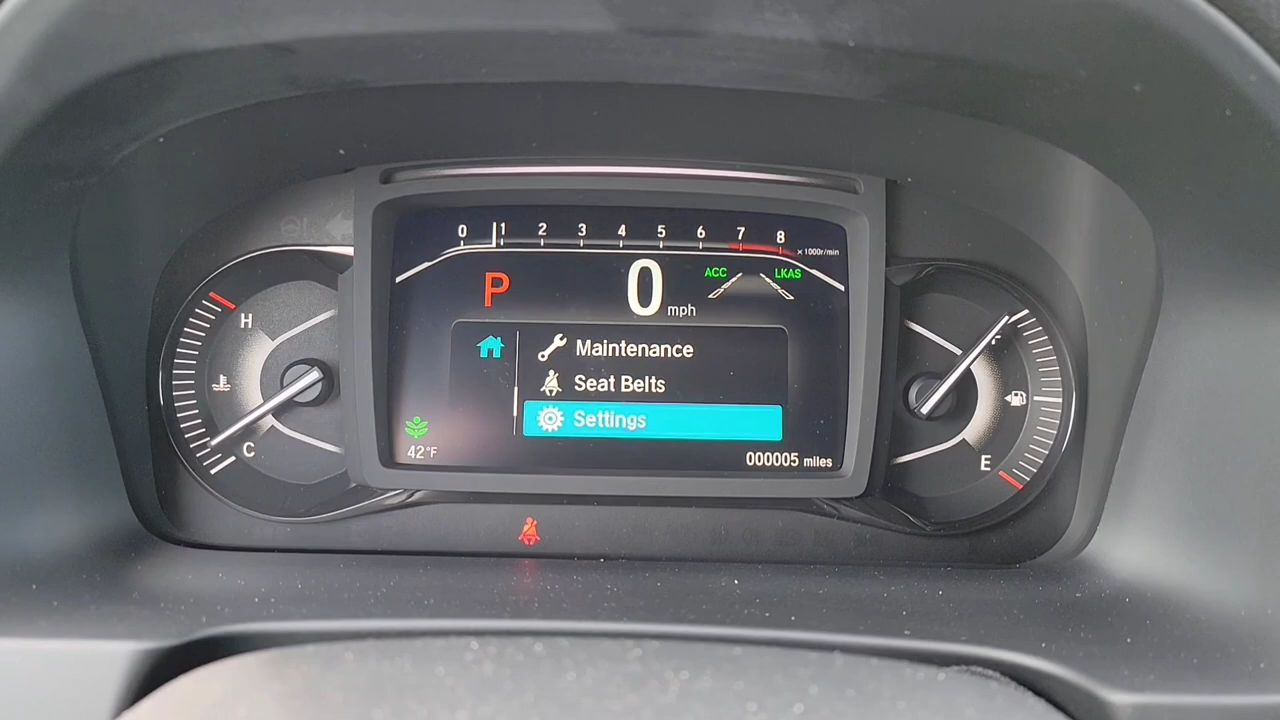 0 1 2 3 4 5 6 7 8
x1000r/min
P
0 mph
ACC LKAS
H
C
Maintenance
Seat Belts
Settings
42°F
000005 miles
E